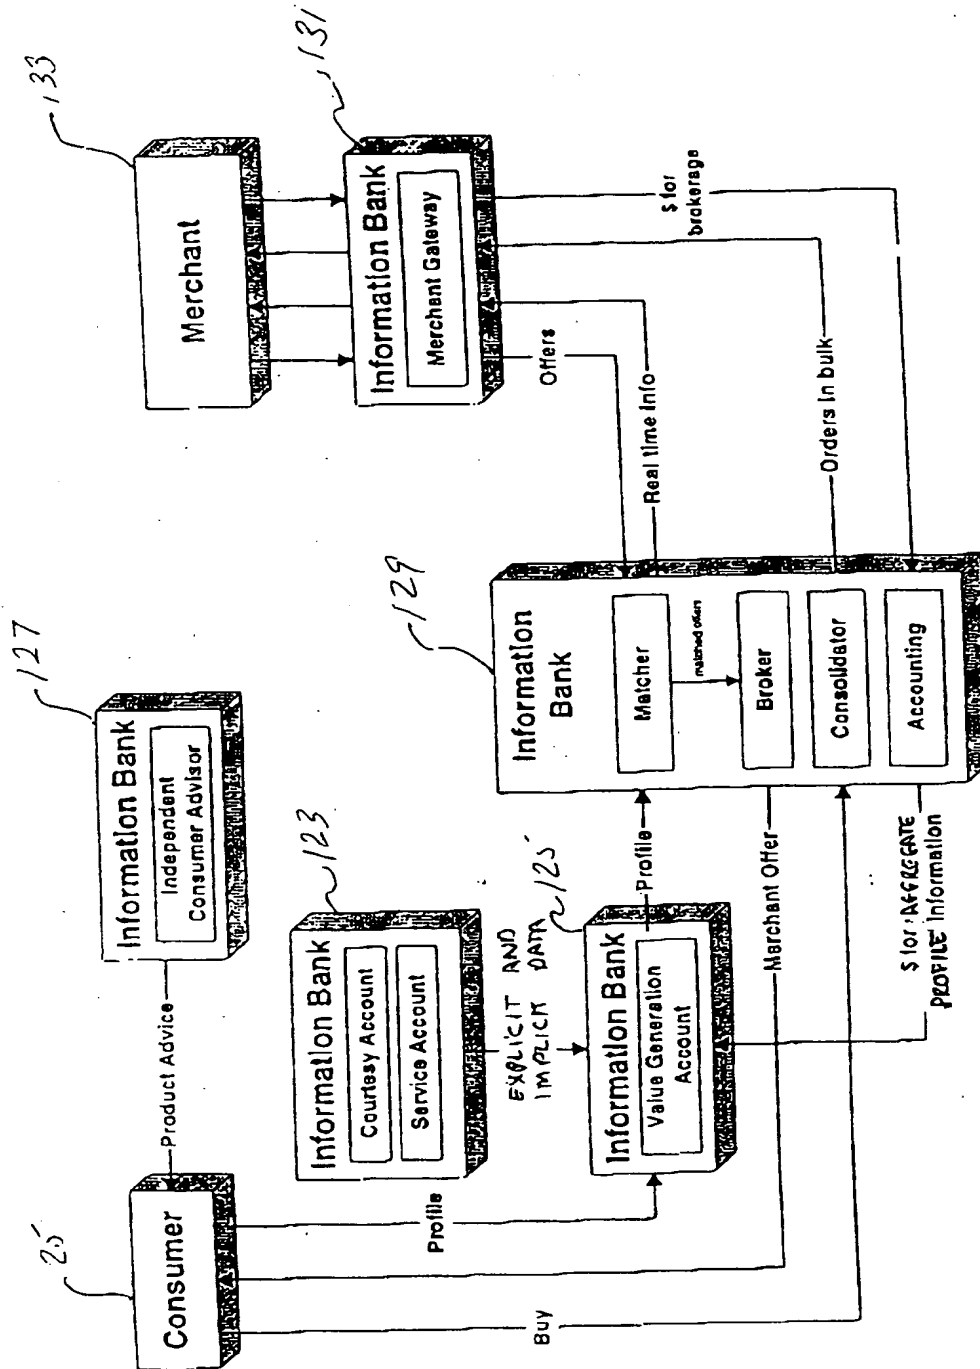 25
Consumer
Product Advice
127
Information Bank
Independent
Consumer Advisor
133
Merchant
131
Information Bank
Merchant Gateway
123
Information Bank
Courtesy Account
Service Account
EXPLICIT AND
IMPLICIT DATA
125
Information Bank
Value Generation
Account
Profile
Profile
129
Information
Bank
Matcher
matched offers
Broker
Consolidator
Accounting
Offers
Real time Info
Orders In bulk
$ for
brokerage
Merchant Offer
Buy
$ for AGGREGATE
PROFILE Information